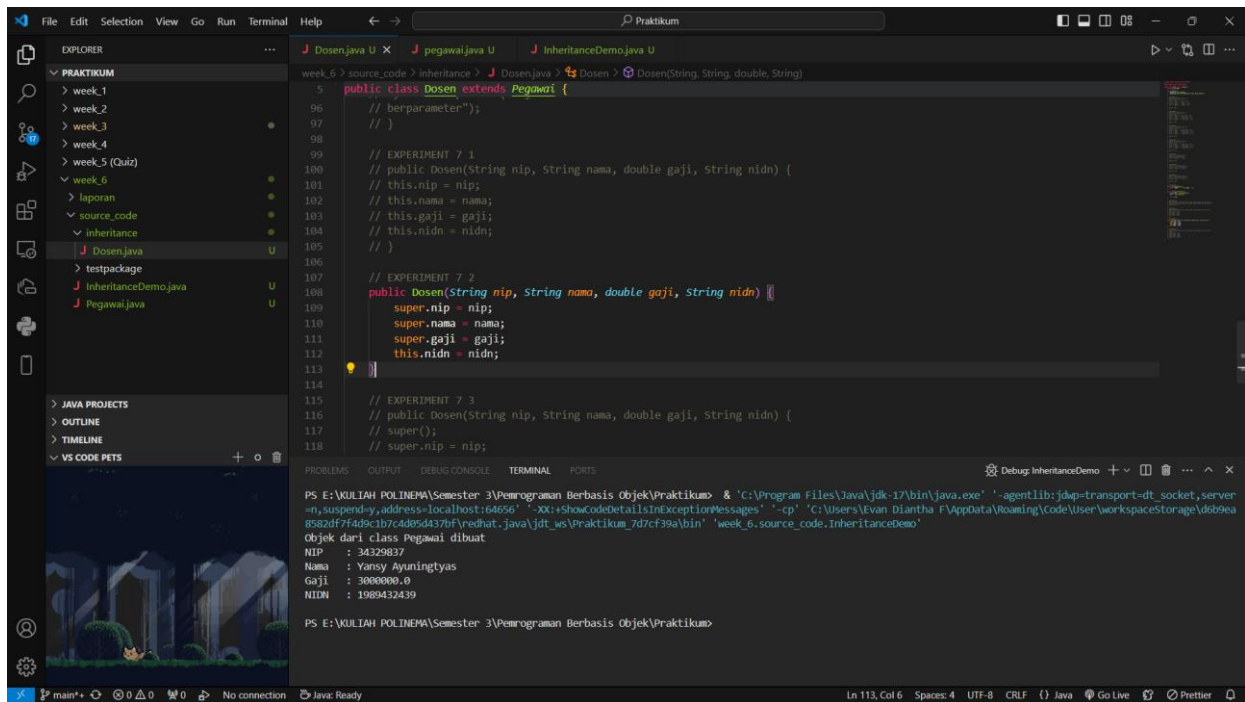 File Edit Selection View Go Run Terminal Help
Praktikum
EXPLORER
PRAKTIKUM
week_1
week_2
week_3
week_4
week_5 (Quiz)
week_6
laporan
source_code
inheritance
Dosen.java U
testpackage
InheritanceDemo.java U
Pegawai.java U
JAVA PROJECTS
OUTLINE
TIMELINE
VS CODE PETS
Dosen.java U
pegawai.java U
InheritanceDemo.java U
week_6 > source_code > inheritance > Dosen.java > Dosen > Dosen(String, String, double, String)
5 public class Dosen extends Pegawai {
96 // berparameter");
97 // }
98
99 // EXPERIMENT 7 1
100 // public Dosen(String nip, String nama, double gaji, String nidn) {
101 // this.nip = nip;
102 // this.nama = nama;
103 // this.gaji = gaji;
104 // this.nidn = nidn;
105 // }
106
107 // EXPERIMENT 7 2
108 public Dosen(String nip, String nama, double gaji, String nidn) {
109 super.nip = nip;
110 super.nama = nama;
111 super.gaji = gaji;
112 this.nidn = nidn;
113 }
114
115 // EXPERIMENT 7 3
116 // public Dosen(String nip, String nama, double gaji, String nidn) {
117 // super();
118 // super.nip = nip;
PROBLEMS OUTPUT DEBUG CONSOLE TERMINAL PORTS
Debug: InheritanceDemo
PS E:\KULIAH POLINEMA\Semester 3\Pemrograman Berbasis Objek\Praktikum> & 'C:\Program Files\Java\jdk-17\bin\java.exe' '-agentlib:jdwp=transport=dt_socket,server
=n,suspend=y,address=localhost:64656' '-XX:+ShowCodeDetailsInExceptionMessages' '-cp' 'C:\Users\Evan Diantha F\AppData\Roaming\Code\User\workspaceStorage\d6b9ea
8582df7f4d9c1b7c4d05d437bf\redhat.java\jdt_ws\Praktikum_7d7cf39a\bin' 'week_6.source_code.InheritanceDemo'
Objek dari class Pegawai dibuat
NIP : 34329837
Nama : Yansy Ayuningtyas
Gaji : 3000000.0
NIDN : 1989432439
PS E:\KULIAH POLINEMA\Semester 3\Pemrograman Berbasis Objek\Praktikum>
main*+ 0 0 0 No connection Java: Ready
Ln 113, Col 6 Spaces: 4 UTF-8 CRLF {} Java Go Live Prettier